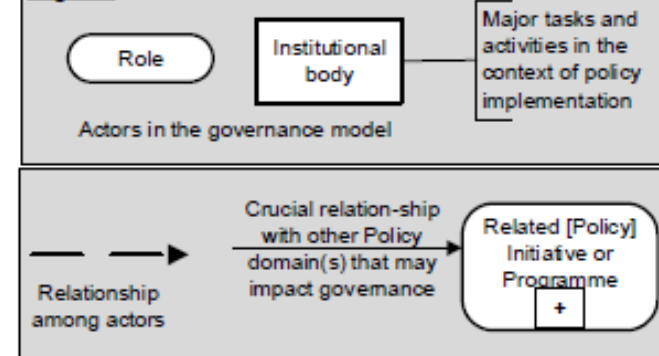 Role
Institutional
body
Major tasks and
activities in the
context of policy
implementation
Actors in the governance model
Relationship
among actors
Crucial relation-ship
with other Policy
domain(s) that may
impact governance
Related [Policy]
Initiative or
Programme
+